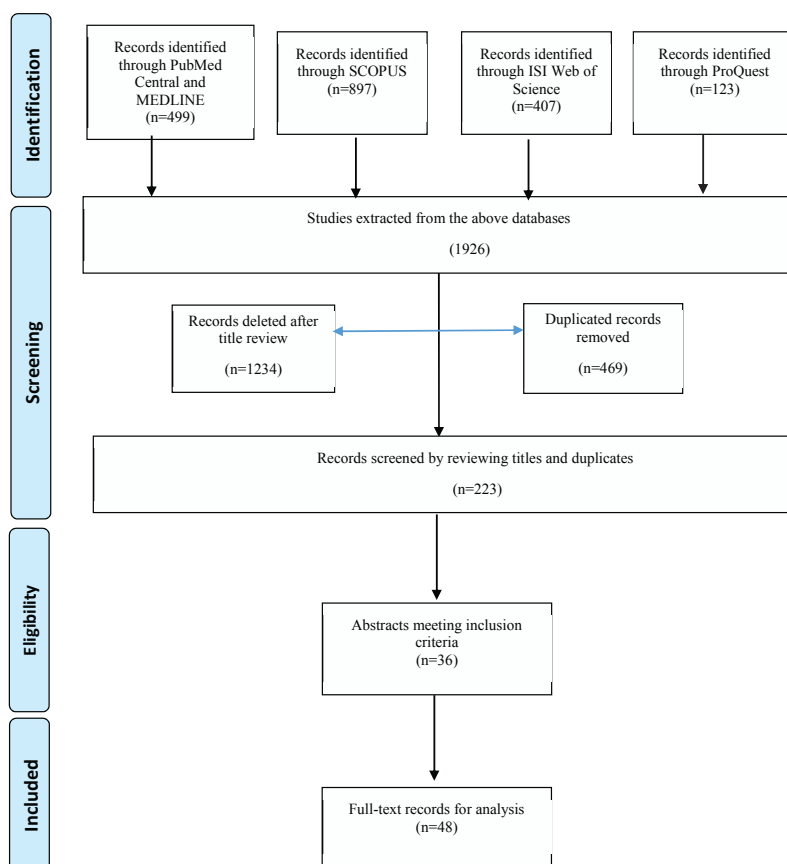 Identification
Records identified
through PubMed
Central and
MEDLINE
(n=499)
Records identified
through SCOPUS
(n=897)
Records identified
through ISI Web of
Science
(n=407)
Records identified
through ProQuest
(n=123)
Screening
Studies extracted from the above databases
(1926)
Records deleted after
title review
(n=1234)
Duplicated records
removed
(n=469)
Records screened by reviewing titles and duplicates
(n=223)
Eligibility
Abstracts meeting inclusion
criteria
(n=36)
Included
Full-text records for analysis
(n=48)